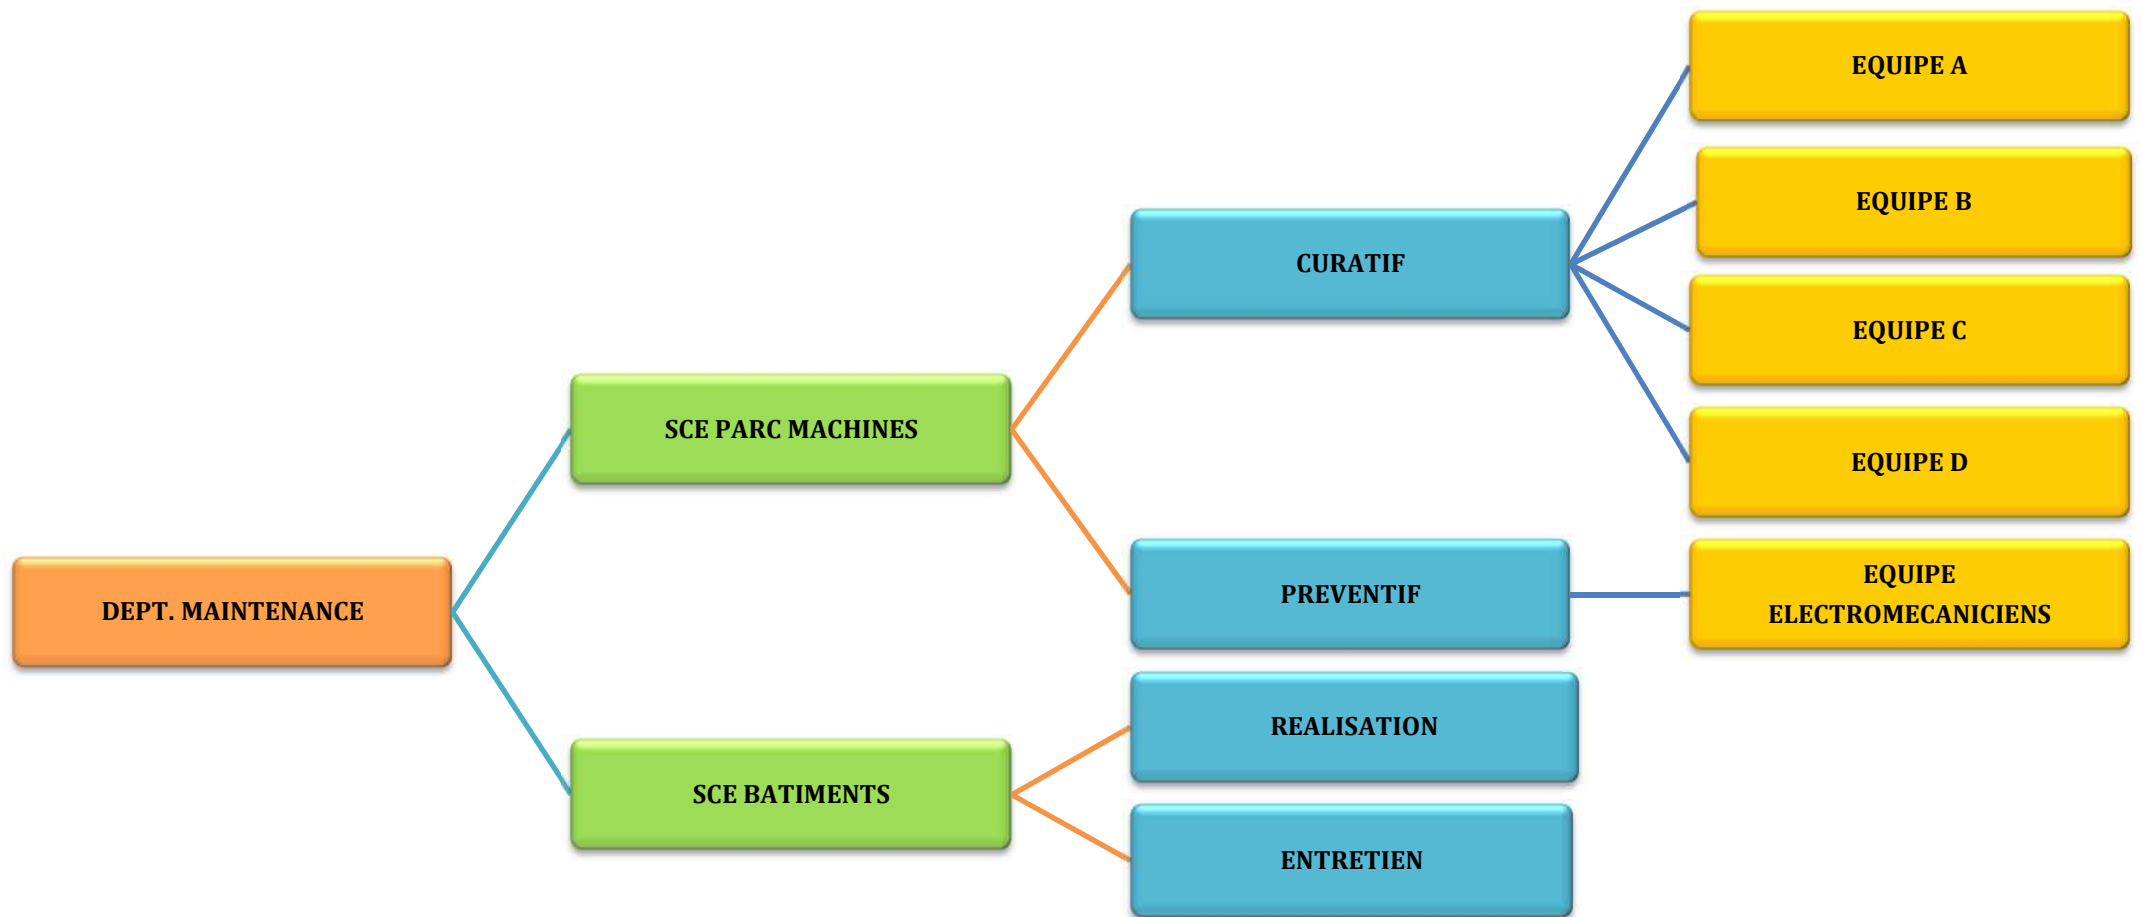 EQUIPE A
EQUIPE B
CURATIF
EQUIPE C
SCE PARC MACHINES
EQUIPE D
EQUIPE
ELECTROMECANICIENS
PREVENTIF
DEPT. MAINTENANCE
REALISATION
SCE BATIMENTS
ENTRETIEN